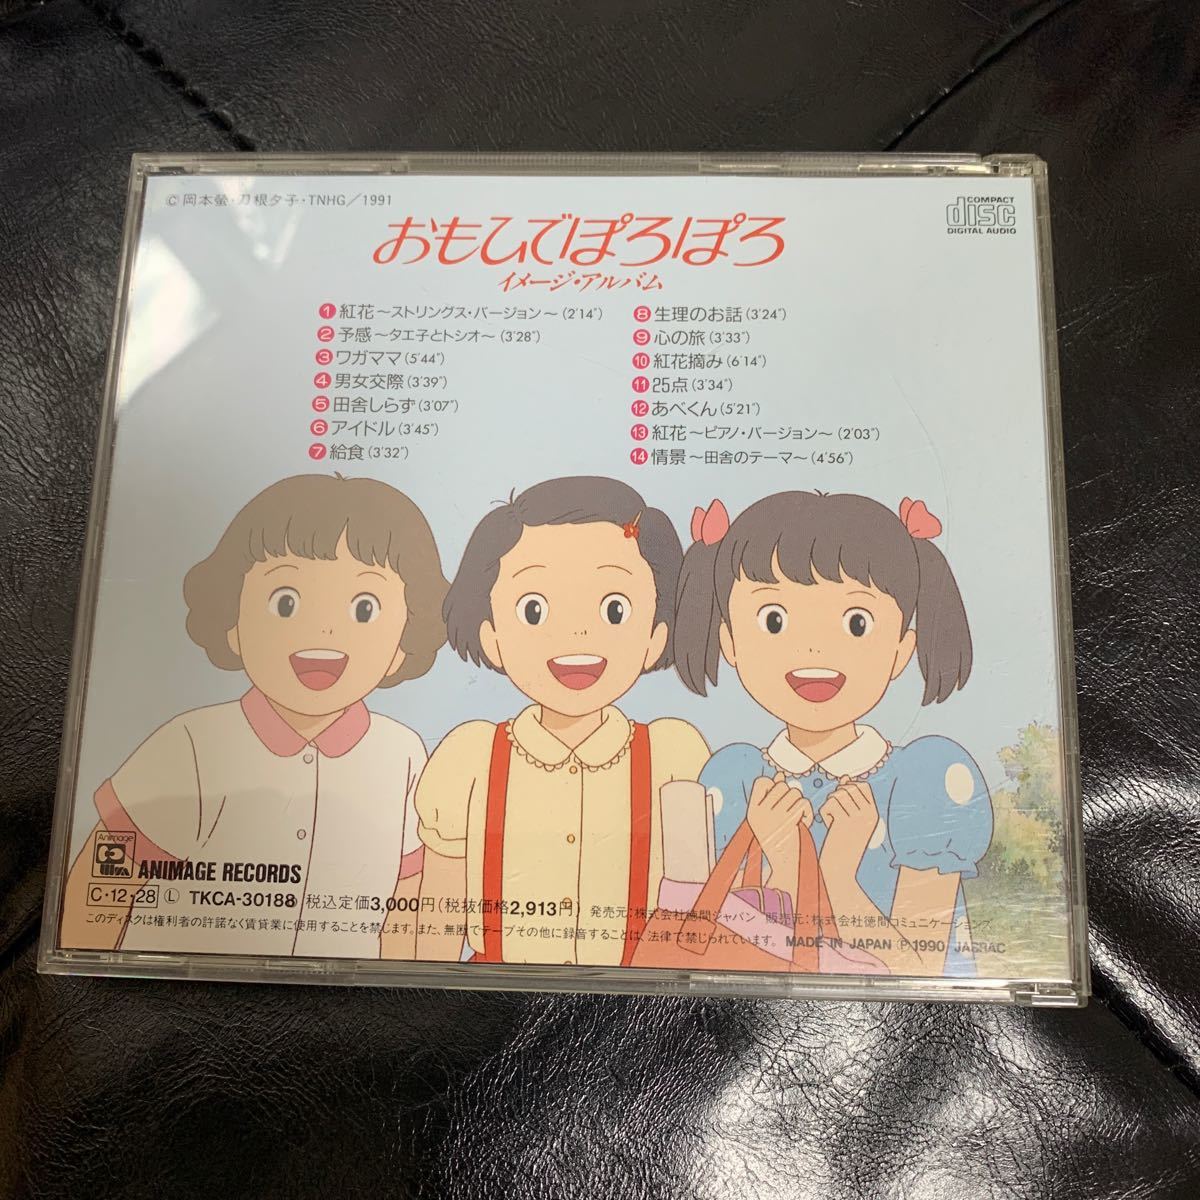 ©岡本螢・刀根夕子・TNHG/1991
COMPACT
disc
DIGITAL AUDIO
おもひでぽろぽろ
イメージ・アルバム
1 紅花～ストリングス・バージョン～(2'14")
2 予感～タエ子とトシオ～(3'28")
3 ワガママ(5'44")
4 男女交際(3'39")
5 田舎しらず(3'07")
6 アイドル(3'45")
7 給食(3'32")
8 生理のお話(3'24")
9 心の旅(3'33")
10 紅花摘み(6'14")
11 25点(3'34")
12 あべくん(5'21")
13 紅花～ピアノ・バージョン～(2'03")
14 情景～田舎のテーマ～(4'56")
Animage
ANIMAGE RECORDS
C・12・28 Ⓛ TKCA-30188 税込定価3,000円(税抜価格2,913円) 発売元:株式会社徳間ジャパン 販売元:株式会社徳間コミュニケーションズ
このディスクは権利者の許諾なく賃貸業に使用することを禁じます。また、無断でテープその他に録音することは、法律で禁じられています。 MADE IN JAPAN Ⓟ1990 JASRAC